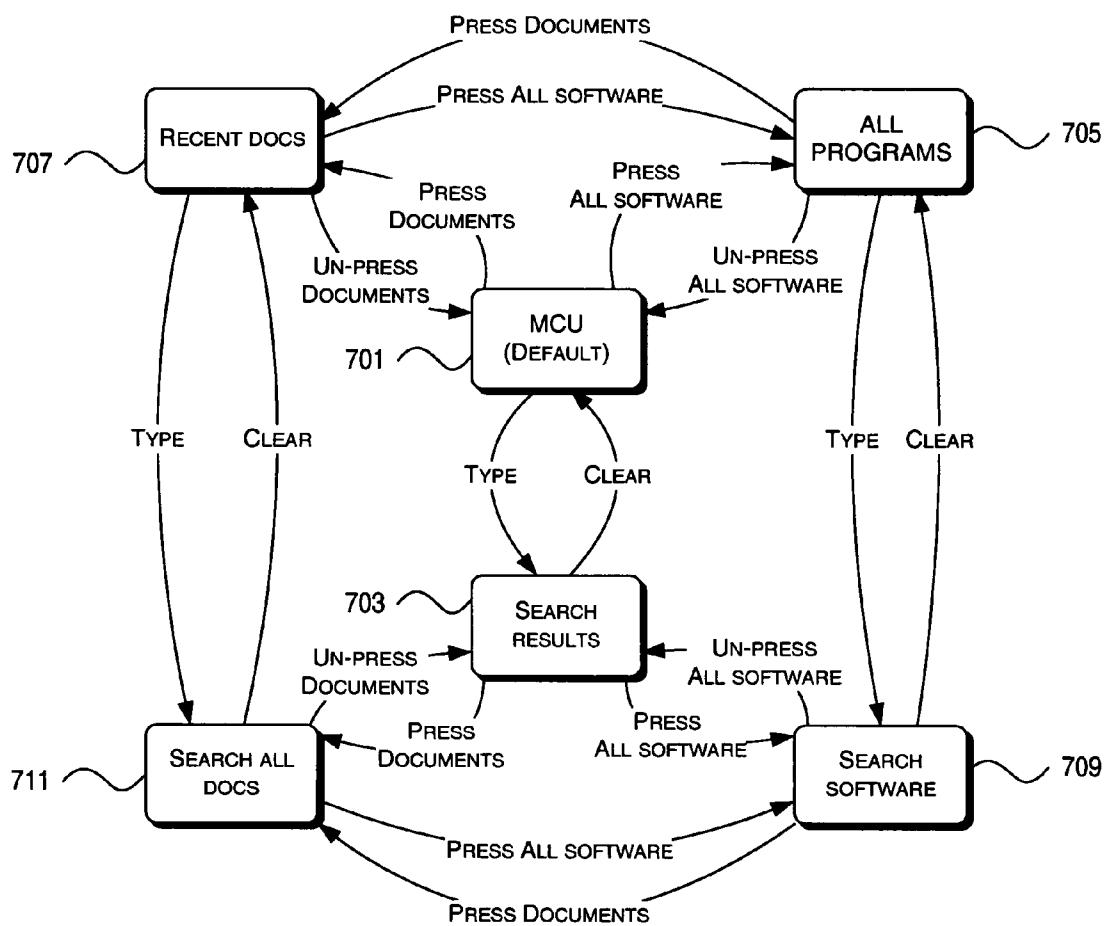 PRESS DOCUMENTS
PRESS ALL SOFTWARE
RECENT DOCS
707
ALL
PROGRAMS
705
PRESS
DOCUMENTS
PRESS
ALL SOFTWARE
UN-PRESS
DOCUMENTS
UN-PRESS
ALL SOFTWARE
MCU
(DEFAULT)
701
TYPE
CLEAR
TYPE
CLEAR
TYPE
CLEAR
703
SEARCH
RESULTS
UN-PRESS
DOCUMENTS
UN-PRESS
ALL SOFTWARE
PRESS
DOCUMENTS
PRESS
ALL SOFTWARE
SEARCH ALL
DOCS
711
SEARCH
SOFTWARE
709
PRESS ALL SOFTWARE
PRESS DOCUMENTS